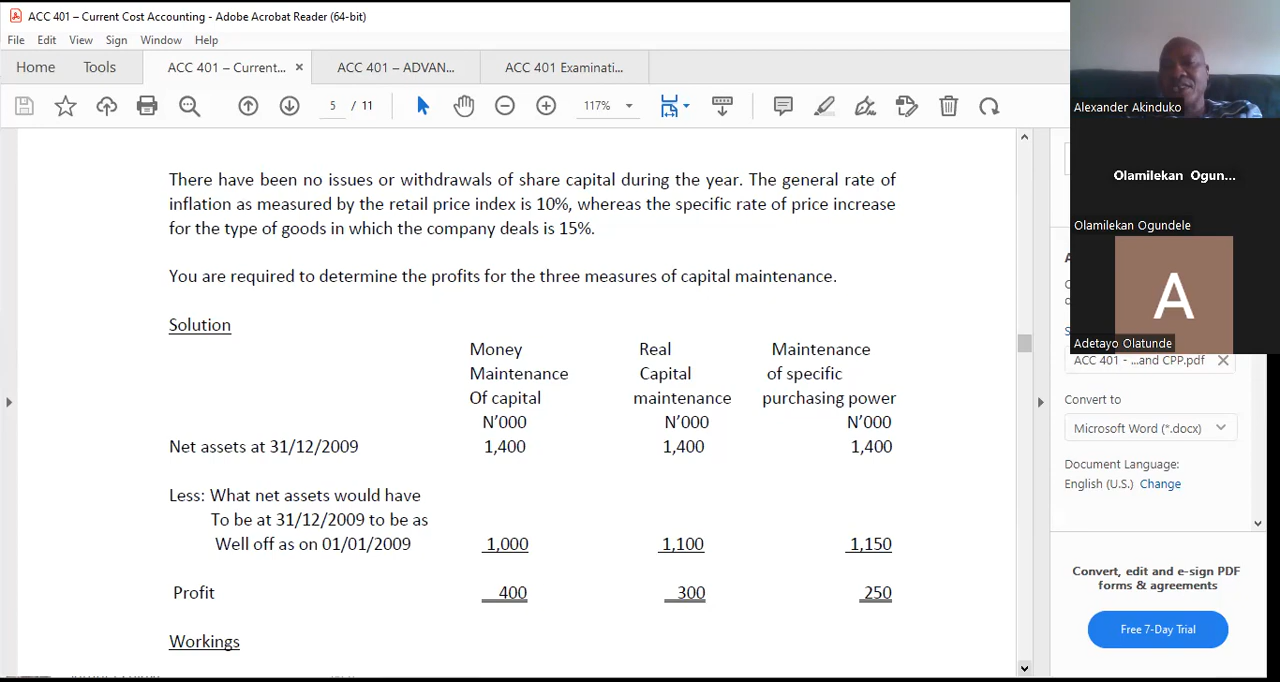 ACC 401 – Current Cost Accounting - Adobe Acrobat Reader (64-bit)
File Edit View Sign Window Help
Home Tools ACC 401 – Current... × ACC 401 – ADVAN... ACC 401 Examinati...
5 / 11 117%
There have been no issues or withdrawals of share capital during the year. The general rate of
inflation as measured by the retail price index is 10%, whereas the specific rate of price increase
for the type of goods in which the company deals is 15%.
You are required to determine the profits for the three measures of capital maintenance.
Solution
Money Real Maintenance
Maintenance Capital of specific
Of capital maintenance purchasing power
N’000 N’000 N’000
Net assets at 31/12/2009 1,400 1,400 1,400
Less: What net assets would have
To be at 31/12/2009 to be as
Well off as on 01/01/2009 1,000 1,100 1,150
Profit 400 300 250
Workings
Alexander Akinduko
Olamilekan Ogun...
Olamilekan Ogundele
A
Adetayo Olatunde
ACC 401 - ...and CPP.pdf
Convert to
Microsoft Word (*.docx)
Document Language:
English (U.S.) Change
Convert, edit and e-sign PDF
forms & agreements
Free 7-Day Trial